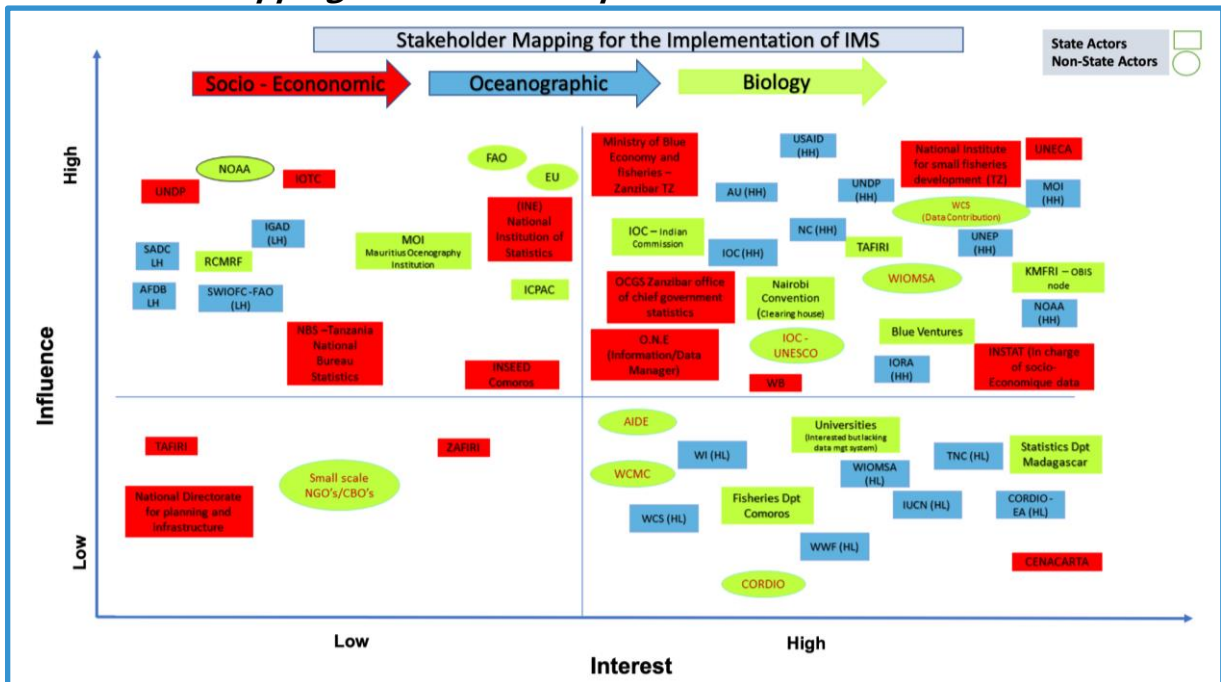 Stakeholder Mapping for the Implementation of IMS
State Actors
Non-State Actors
Socio - Econonomic
Oceanographic
Biology
High
Influence
Low
NOAA
UNDP
IOTC
FAO
EU
IGAD
(LH)
SADC
LH
RCMRF
MOI
Mauritius Ocenography
Institution
(INE)
National
Institution of
Statistics
AFDB
LH
SWIOFC -FAO
(LH)
ICPAC
NBS –Tanzania
National
Bureau
Statistics
INSEED
Comoros
Ministry of Blue
Economy and
fisheries –
Zanzibar TZ
USAID
(HH)
National Institute
for small fisheries
development (TZ)
UNECA
AU (HH)
UNDP
(HH)
MOI
(HH)
WCS
(Data Contribution)
IOC – Indian
Commission
NC (HH)
IOC (HH)
TAFIRI
UNEP
(HH)
OCGS Zanzibar office
of chief government
statistics
Nairobi
Convention
(Clearing house)
WIOMSA
KMFRI – OBIS
node
NOAA
(HH)
O.N.E
(Information/Data
Manager)
IOC -
UNESCO
Blue Ventures
WB
IORA
(HH)
INSTAT (In charge
of socio-
Economique data
TAFIRI
ZAFIRI
Small scale
NGO's/CBO's
National Directorate
for planning and
Infrastructure
AIDE
WI (HL)
Universities
(Interested but lacking
data mgt system)
TNC (HL)
Statistics Dpt
Madagascar
WCMC
WIOMSA
(HL)
WCS (HL)
Fisheries Dpt
Comoros
IUCN (HL)
CORDIO -
EA (HL)
WWF (HL)
CENACARTA
CORDIO
Low
High
Interest